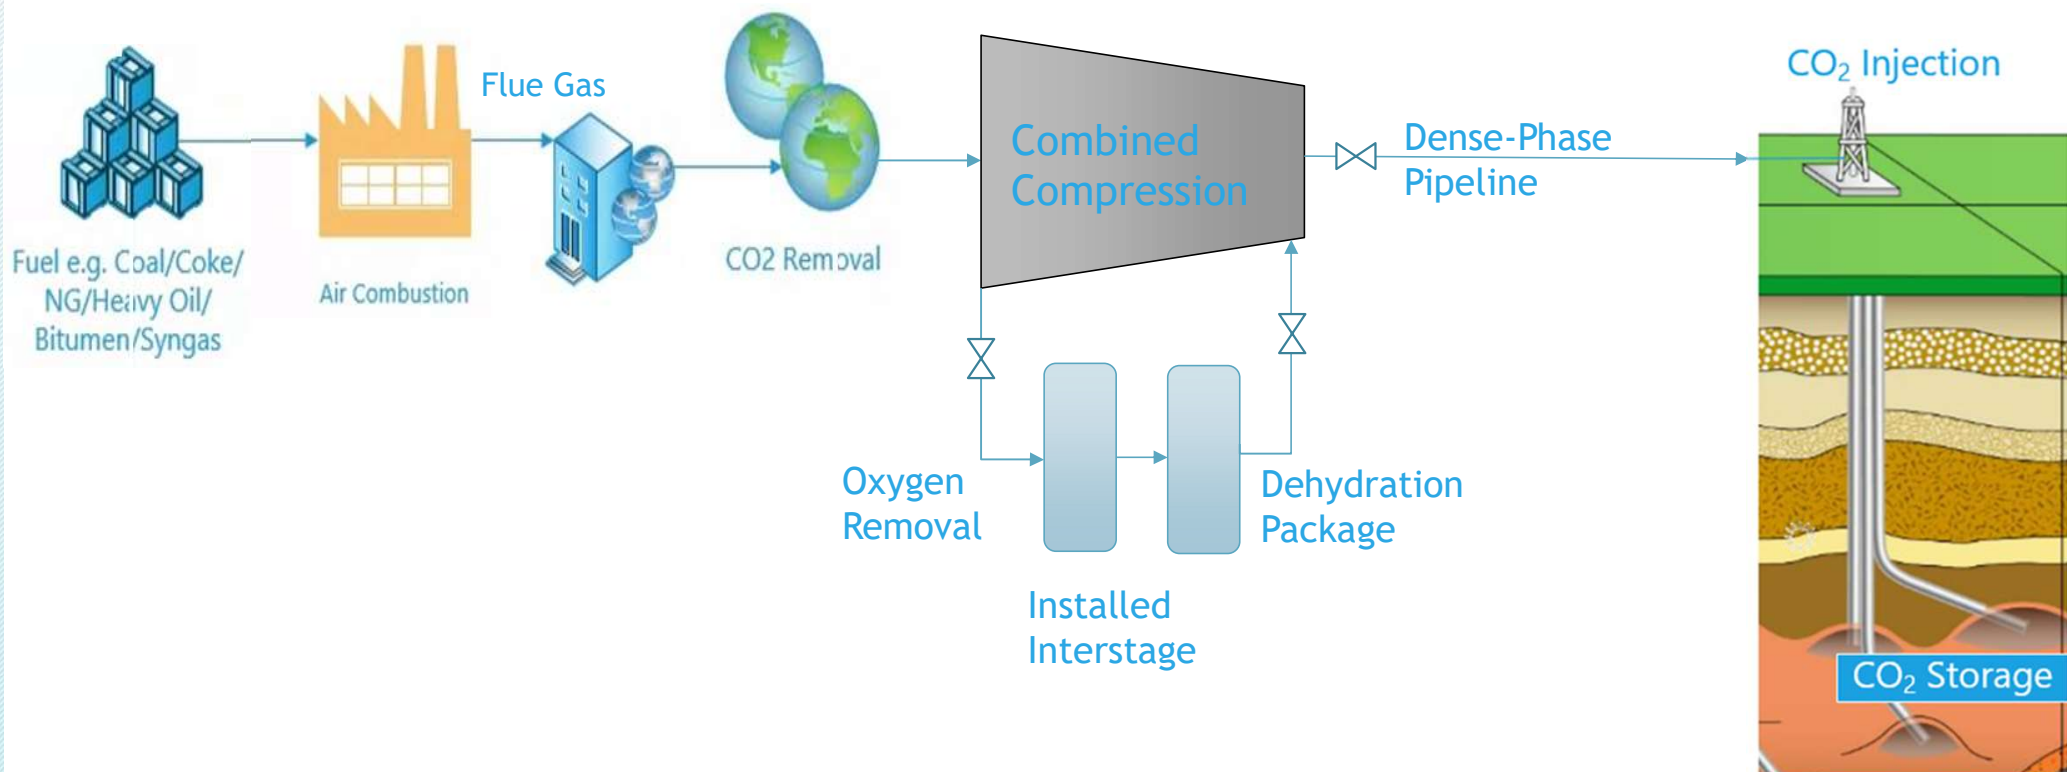 Fuel e.g. Coal/Coke/
NG/Heavy Oil/
Bitumen/Syngas
Air Combustion
Flue Gas
CO2 Removal
Combined
Compression
Oxygen
Removal
Installed
Interstage
Dehydration
Package
Dense-Phase
Pipeline
CO₂ Injection
CO₂ Storage